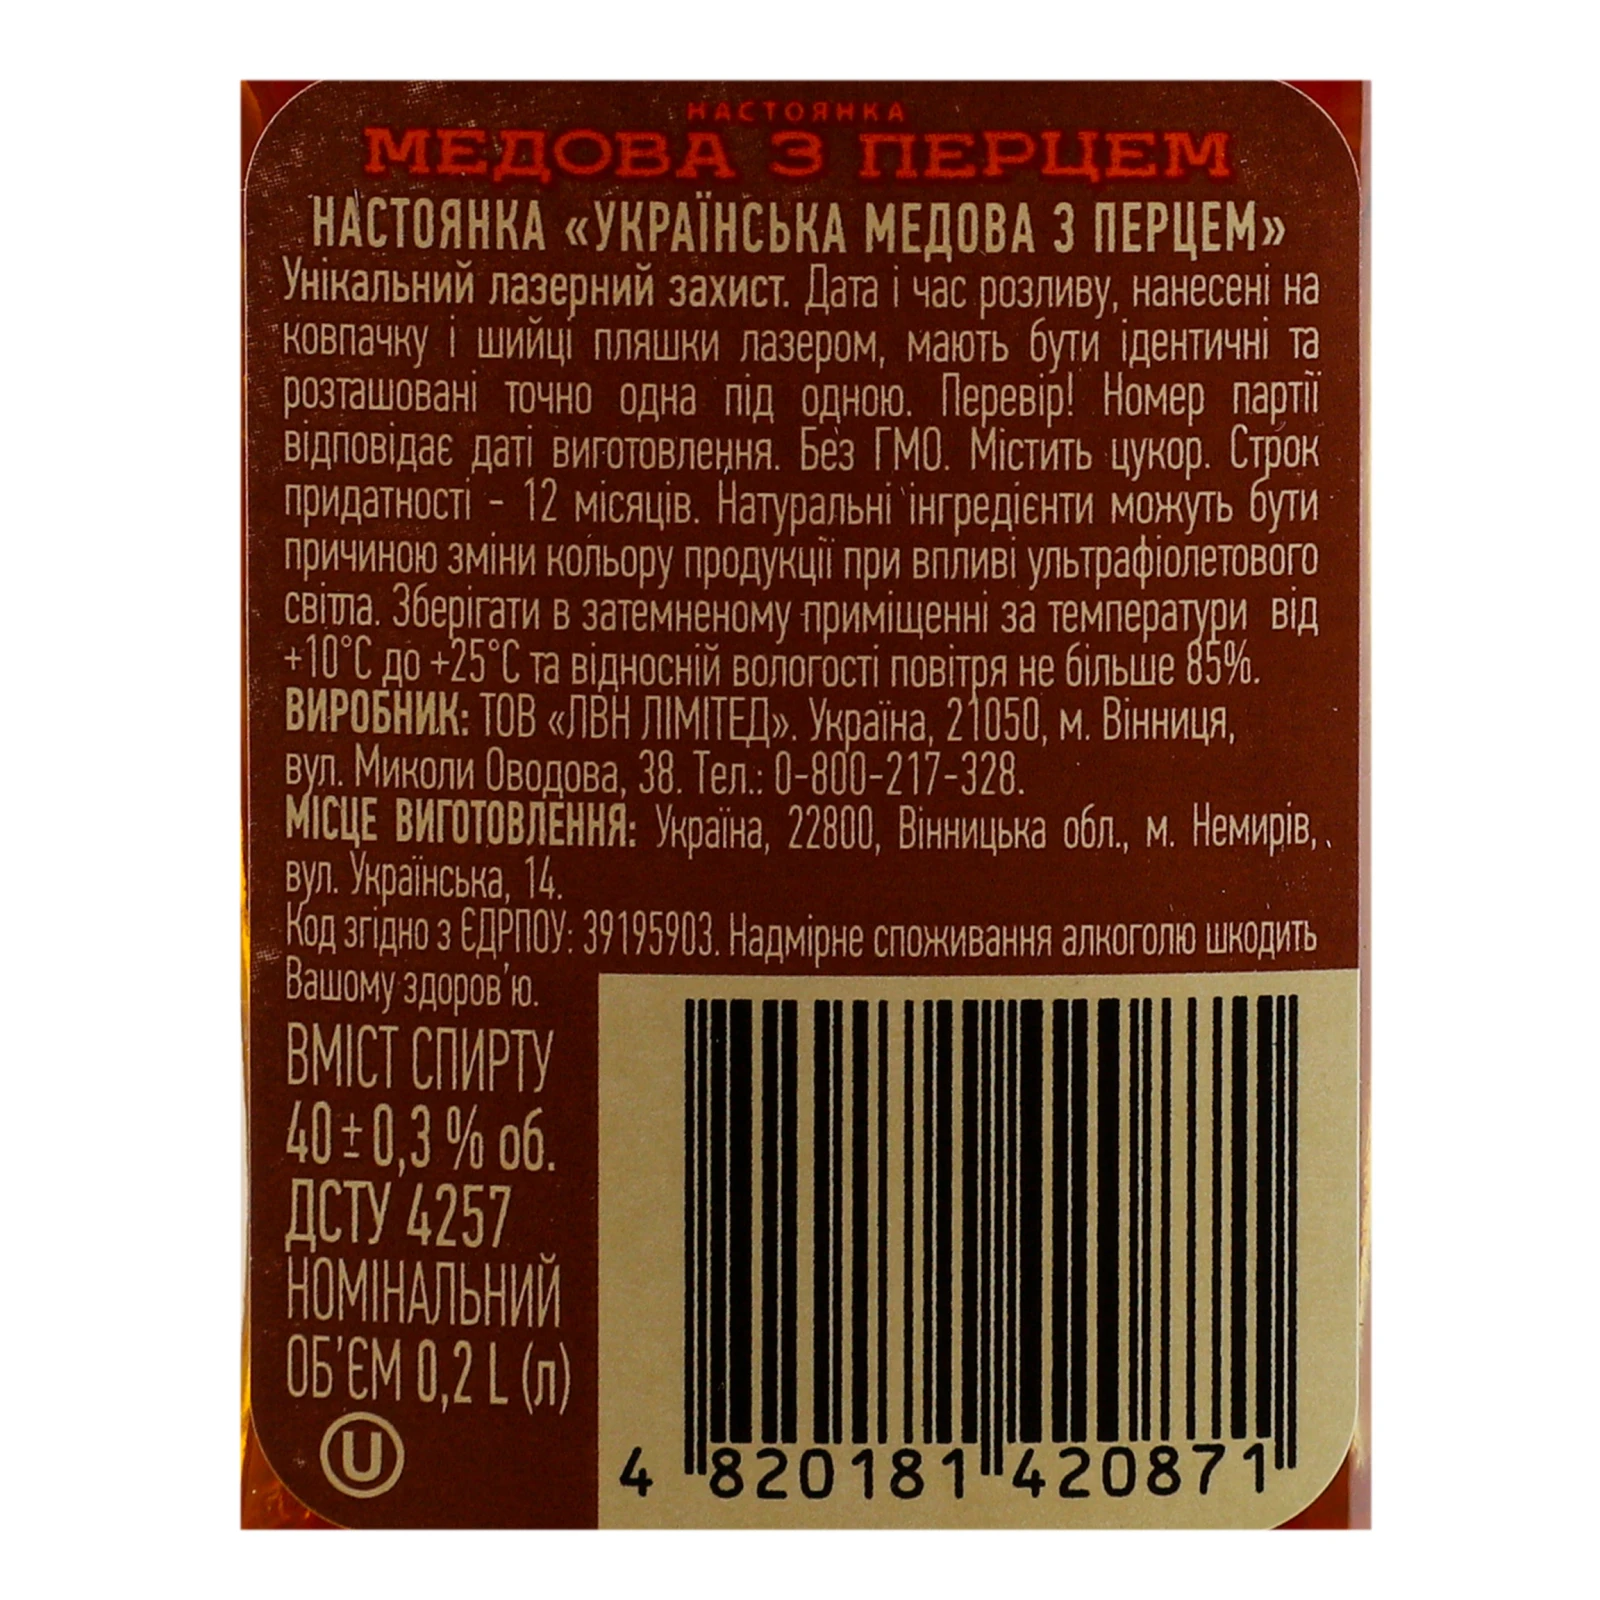 НАСТОЯНКА
МЕДОВА З ПЕРЦЕМ
НАСТОЯНКА «УКРАЇНСЬКА МЕДОВА З ПЕРЦЕМ»
Унікальний лазерний захист. Дата і час розливу, нанесені на
ковпачку і шийці пляшки лазером, мають бути ідентичні та
розташовані точно одна під одною. Перевір! Номер партії
відповідає даті виготовлення. Без ГМО. Містить цукор. Строк
придатності - 12 місяців. Натуральні інгредієнти можуть бути
причиною зміни кольору продукції при впливі ультрафіолетового
світла. Зберігати в затемненому приміщенні за температури від
+10°С до +25°С та відносній вологості повітря не більше 85%.
ВИРОБНИК: ТОВ «ЛВН ЛІМІТЕД». Україна, 21050, м. Вінниця,
вул. Миколи Оводова, 38. Тел.: 0-800-217-328.
МІСЦЕ ВИГОТОВЛЕННЯ: Україна, 22800, Вінницька обл., м. Немирів,
вул. Українська, 14.
Код згідно з ЄДРПОУ: 39195903. Надмірне споживання алкоголю шкодить
Вашому здоров'ю.
ВМІСТ СПИРТУ
40±0,3 % об.
ДСТУ 4257
НОМІНАЛЬНИЙ
ОБ'ЄМ 0,2 L (л)
U
4 820181 420871